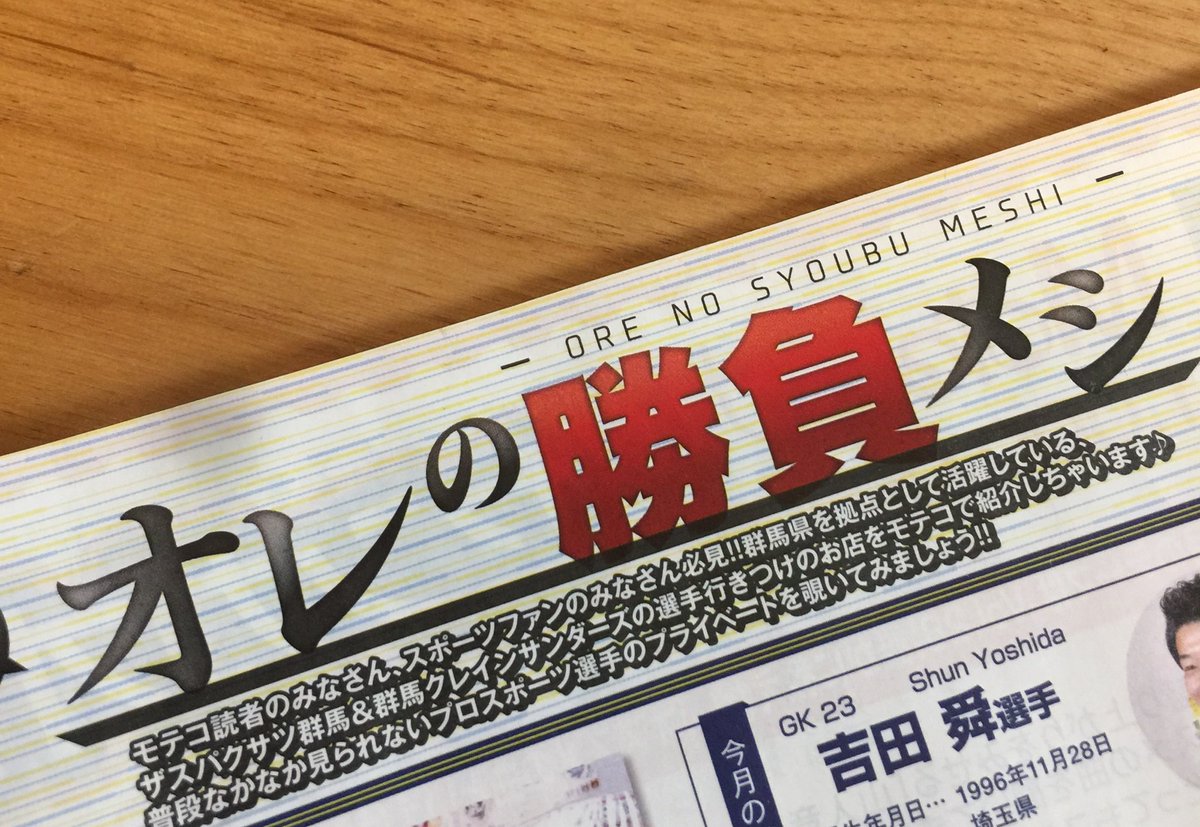 — ORE NO SYOUBU MESHI —
オレの勝負メシ
モテコ読者のみなさん、スポーツファンのみなさん必見!!群馬県を拠点として活躍している、
ザスパクサツ群馬&群馬クレインサンダーズの選手行きつけのお店をモテコで紹介しちゃいます♪
普段なかなか見られないプロスポーツ選手のプライベートを覗いてみましょう!!
今月の
GK 23 Shun Yoshida
吉田 舜選手
年月日… 1996年11月28日
埼玉県